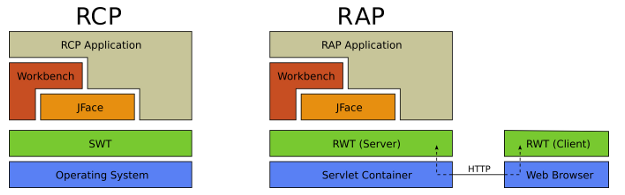 RCP
RCP Application
Workbench
JFace
SWT
Operating System
RAP
RAP Application
Workbench
JFace
RWT (Server)
Servlet Container
HTTP
RWT (Client)
Web Browser